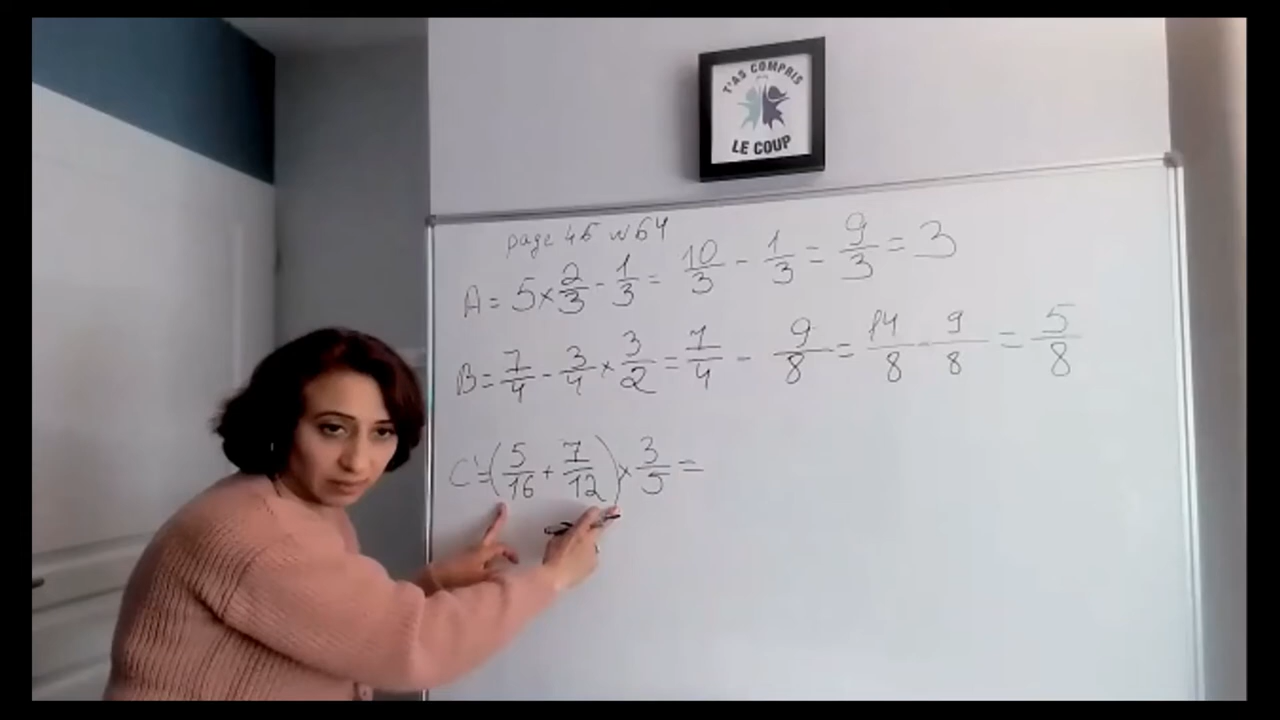 T'AS COMPRIS
LE COUP
page 46 n 64
A = 5 × 2/3 - 1/3 = 10/3 - 1/3 = 9/3 = 3
B = 7/4 - 3/4 × 3/2 = 7/4 - 9/8 = 14/8 - 9/8 = 5/8
C = (5/16 + 7/12) × 3/5 =